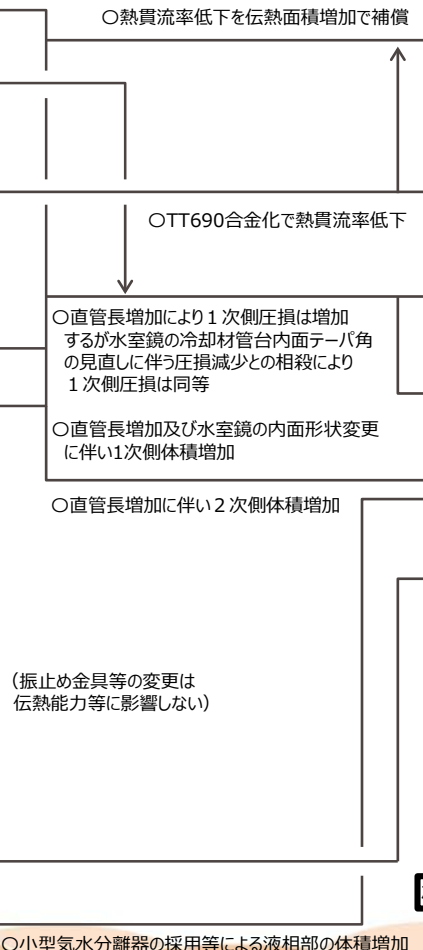 〇熱貫流率低下を伝熱面積増加で補償
〇TT690合金化で熱貫流率低下
〇直管長増加により１次側圧損は増加
するが水室鏡の冷却材管台内面テーパ角
の見直しに伴う圧損減少との相殺により
１次側圧損は同等
〇直管長増加及び水室鏡の内面形状変更
に伴い1次側体積増加
〇直管長増加に伴い２次側体積増加
（振止め金具等の変更は
伝熱能力等に影響しない）
〇小型気水分離器の採用等による液相部の体積増加